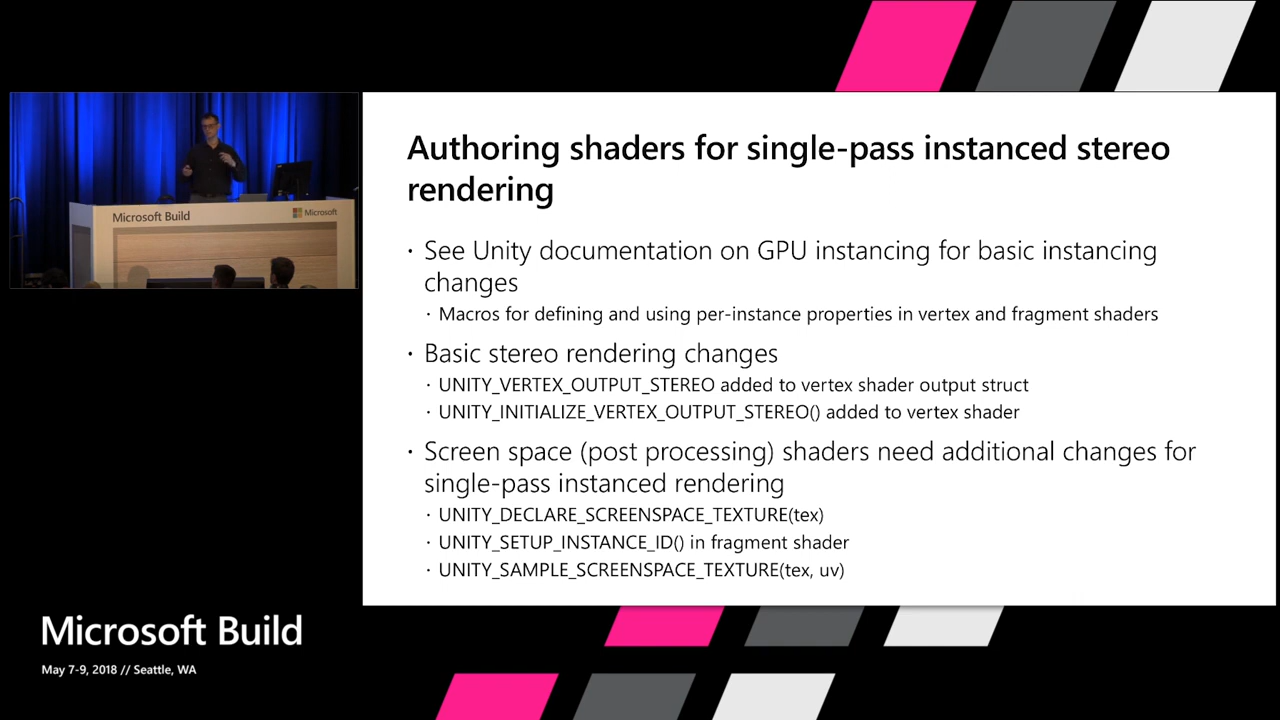 Microsoft Build
Microsoft
Authoring shaders for single-pass instanced stereo
rendering
· See Unity documentation on GPU instancing for basic instancing
changes
· Macros for defining and using per-instance properties in vertex and fragment shaders
· Basic stereo rendering changes
· UNITY_VERTEX_OUTPUT_STEREO added to vertex shader output struct
· UNITY_INITIALIZE_VERTEX_OUTPUT_STEREO() added to vertex shader
· Screen space (post processing) shaders need additional changes for
single-pass instanced rendering
· UNITY_DECLARE_SCREENSPACE_TEXTURE(tex)
· UNITY_SETUP_INSTANCE_ID() in fragment shader
· UNITY_SAMPLE_SCREENSPACE_TEXTURE(tex, uv)
Microsoft Build
May 7-9, 2018 // Seattle, WA